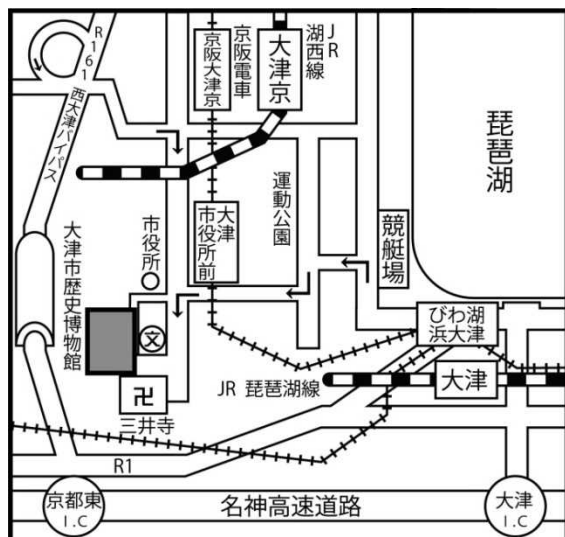 R161
西大津バイパス
京阪大津京
京阪電車
大津京
JR
湖西線
琵琶湖
運動公園
大津
市役所前
市役所
競艇場
大津市歴史博物館
文
びわ湖
浜大津
卍
三井寺
JR 琵琶湖線
大津
R1
京都東
I.C
名神高速道路
大津
I.C